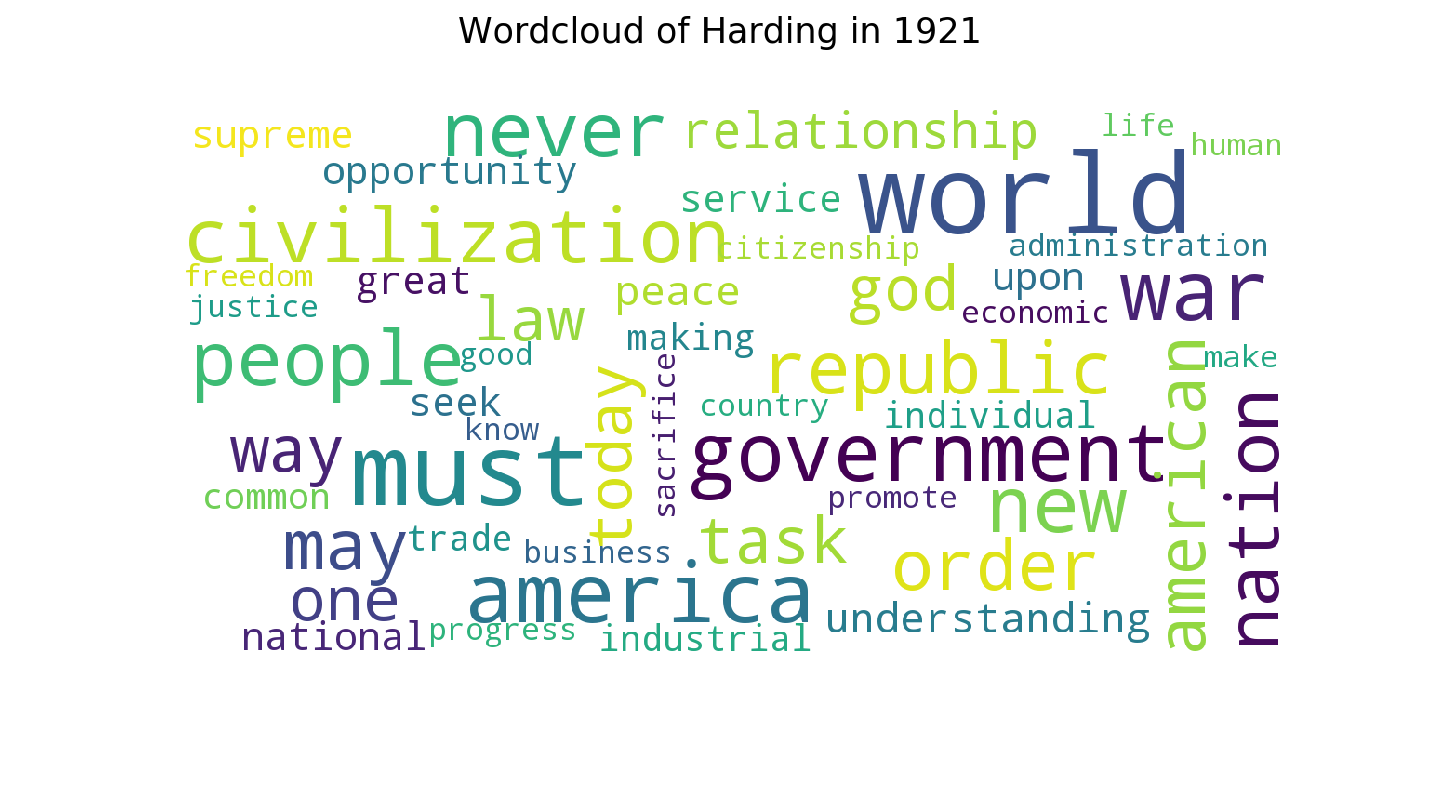 Wordcloud of Harding in 1921
supreme
never
relationship
life
human
opportunity
service
world
civilization
citizenship
administration
freedom
great
peace
god
upon
war
justice
law
economic
making
people
good
republic
make
sacrifice
today
american
seek
country
individual
nation
know
way
must
government
common
promote
new
may
trade
business
task
order
one
america
understanding
national
progress
industrial